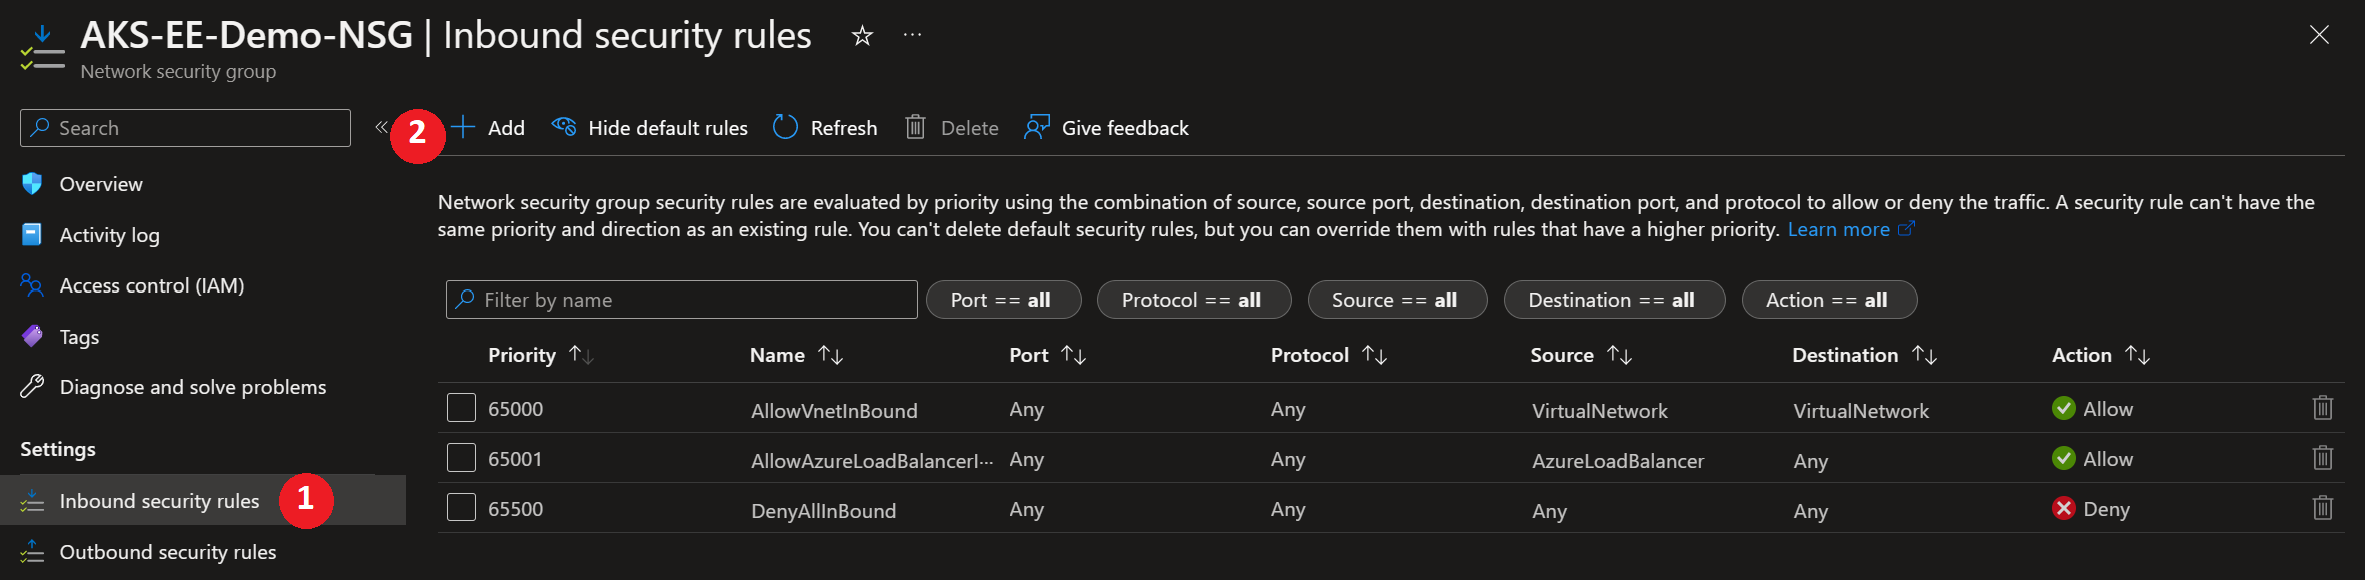 AKS-EE-Demo-NSG | Inbound security rules
Network security group
Search
Overview
Activity log
Access control (IAM)
Tags
Diagnose and solve problems
Settings
Inbound security rules 1
Outbound security rules
2 Add Hide default rules Refresh Delete Give feedback
Network security group security rules are evaluated by priority using the combination of source, source port, destination, destination port, and protocol to allow or deny the traffic. A security rule can't have the
same priority and direction as an existing rule. You can't delete default security rules, but you can override them with rules that have a higher priority. Learn more
Filter by name Port == all Protocol == all Source == all Destination == all Action == all
Priority Name Port Protocol Source Destination Action
65000 AllowVnetInBound Any Any VirtualNetwork VirtualNetwork Allow
65001 AllowAzureLoadBalancerI··· Any Any AzureLoadBalancer Any Allow
65500 DenyAllInBound Any Any Any Any Deny